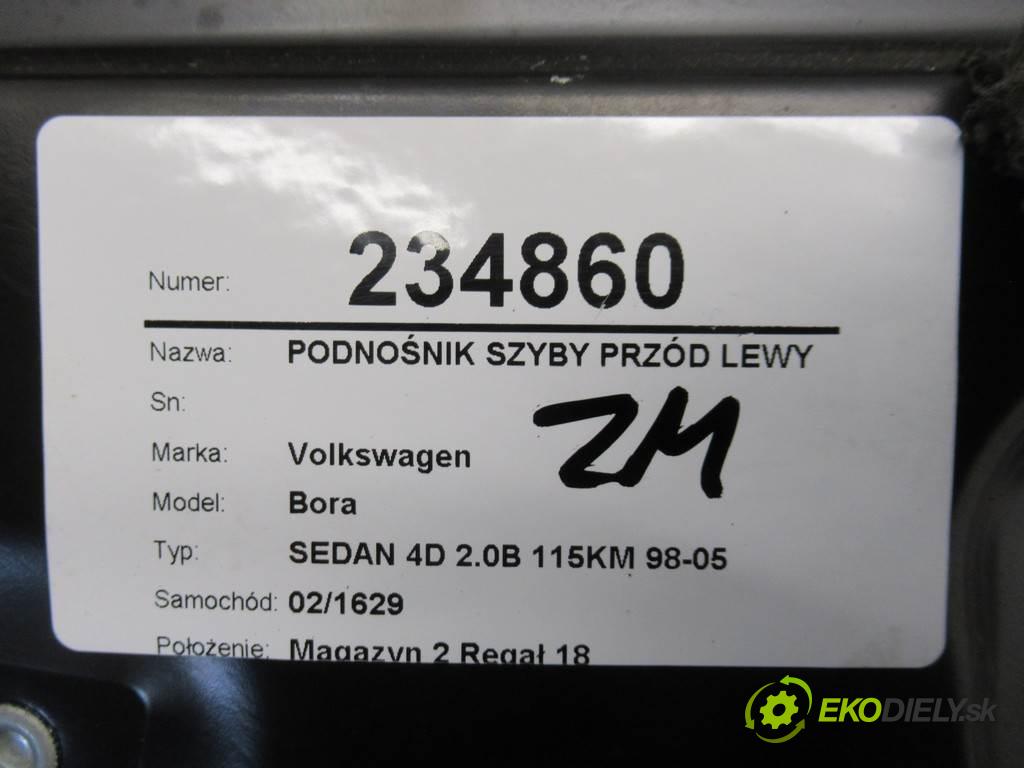 Numer: 234860
Nazwa: PODNOŚNIK SZYBY PRZÓD LEWY
Sn:
ZM
Marka: Volkswagen
Model: Bora
Typ: SEDAN 4D 2.0B 115KM 98-05
Samochód: 02/1629
Położenie: Magazyn 2 Regał 18
EKODIELY.sk